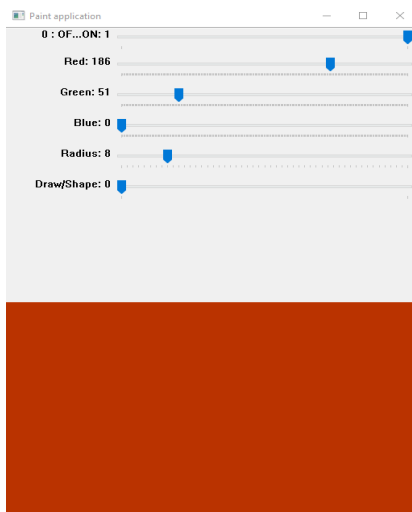 Paint application
0 : OF...ON: 1
Red: 186
Green: 51
Blue: 0
Radius: 8
Draw/Shape: 0